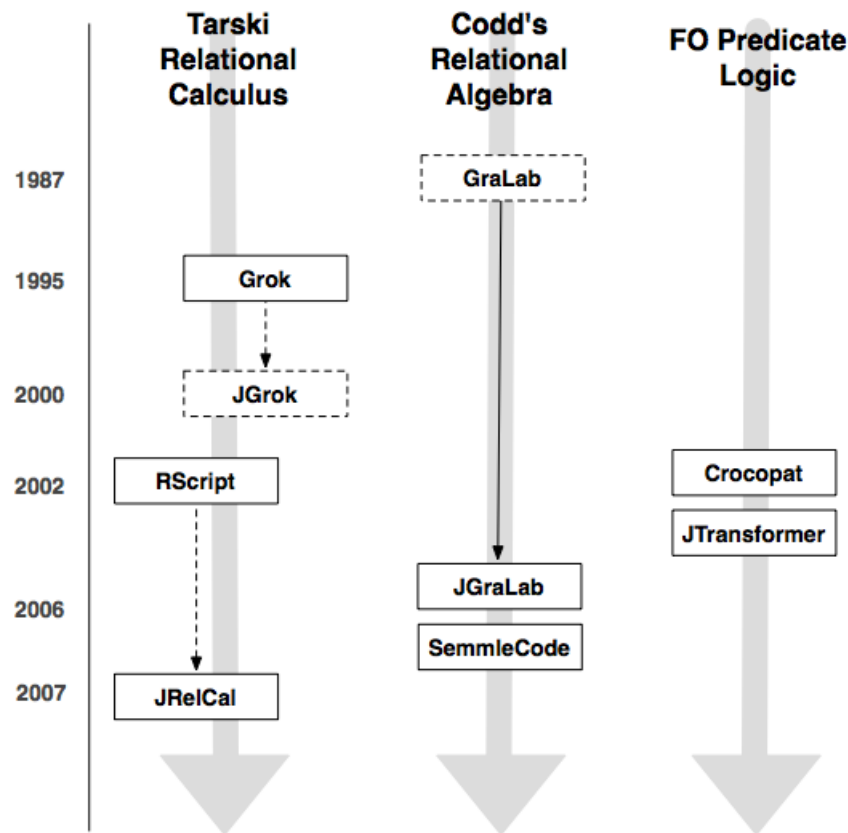 Tarski
Relational
Calculus
Codd's
Relational
Algebra
FO Predicate
Logic
1987
GraLab
1995
Grok
2000
JGrok
2002
RScript
Crocopat
JTransformer
2006
JGraLab
SemmleCode
2007
JRelCal